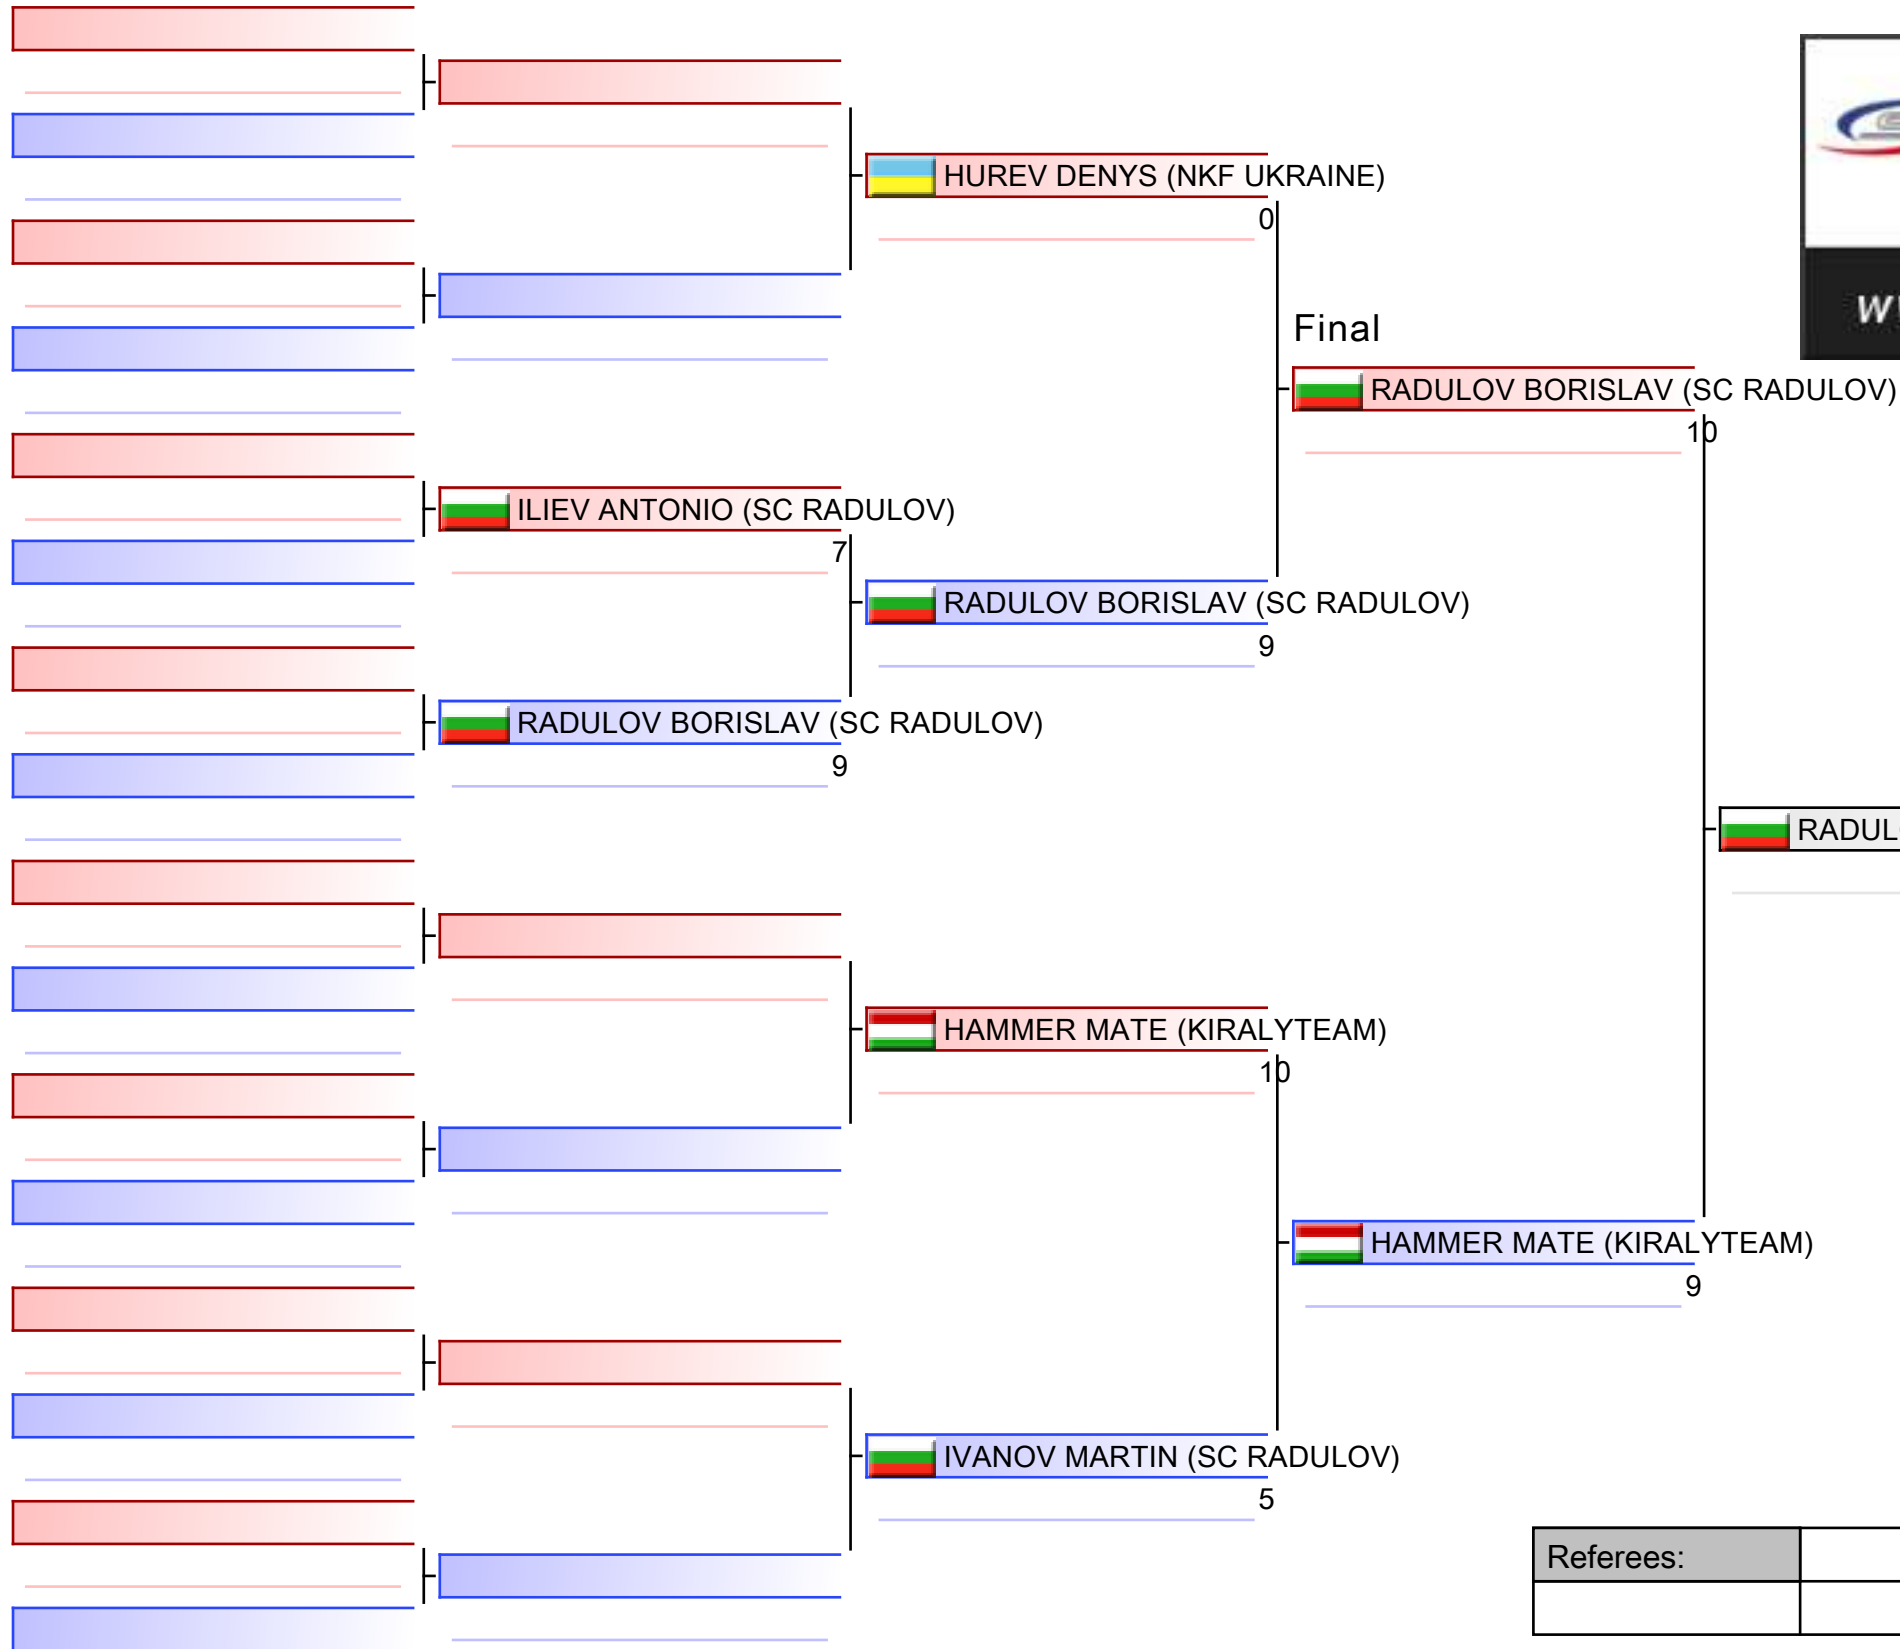 HUREV DENYS (NKF UKRAINE)
0
Final
RADULOV BORISLAV (SC RADULOV)
10
ILIEV ANTONIO (SC RADULOV)
7
RADULOV BORISLAV (SC RADULOV)
9
RADULOV BORISLAV (SC RADULOV)
9
HAMMER MATE (KIRALYTEAM)
10
HAMMER MATE (KIRALYTEAM)
9
IVANOV MARTIN (SC RADULOV)
5
Referees: